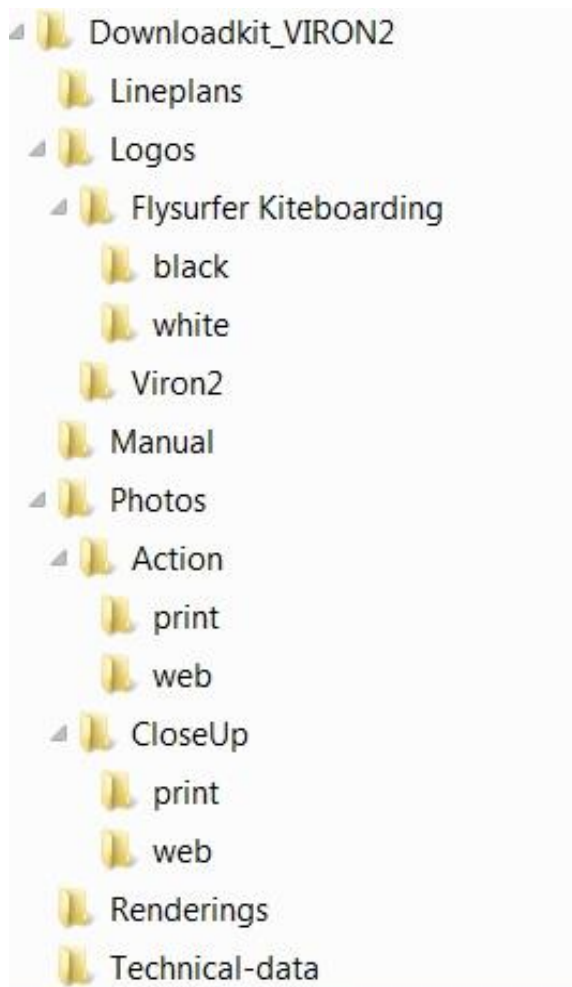 Downloadkit_VIRON2
Lineplans
Logos
Flysurfer Kiteboarding
black
white
Viron2
Manual
Photos
Action
print
web
CloseUp
print
web
Renderings
Technical-data